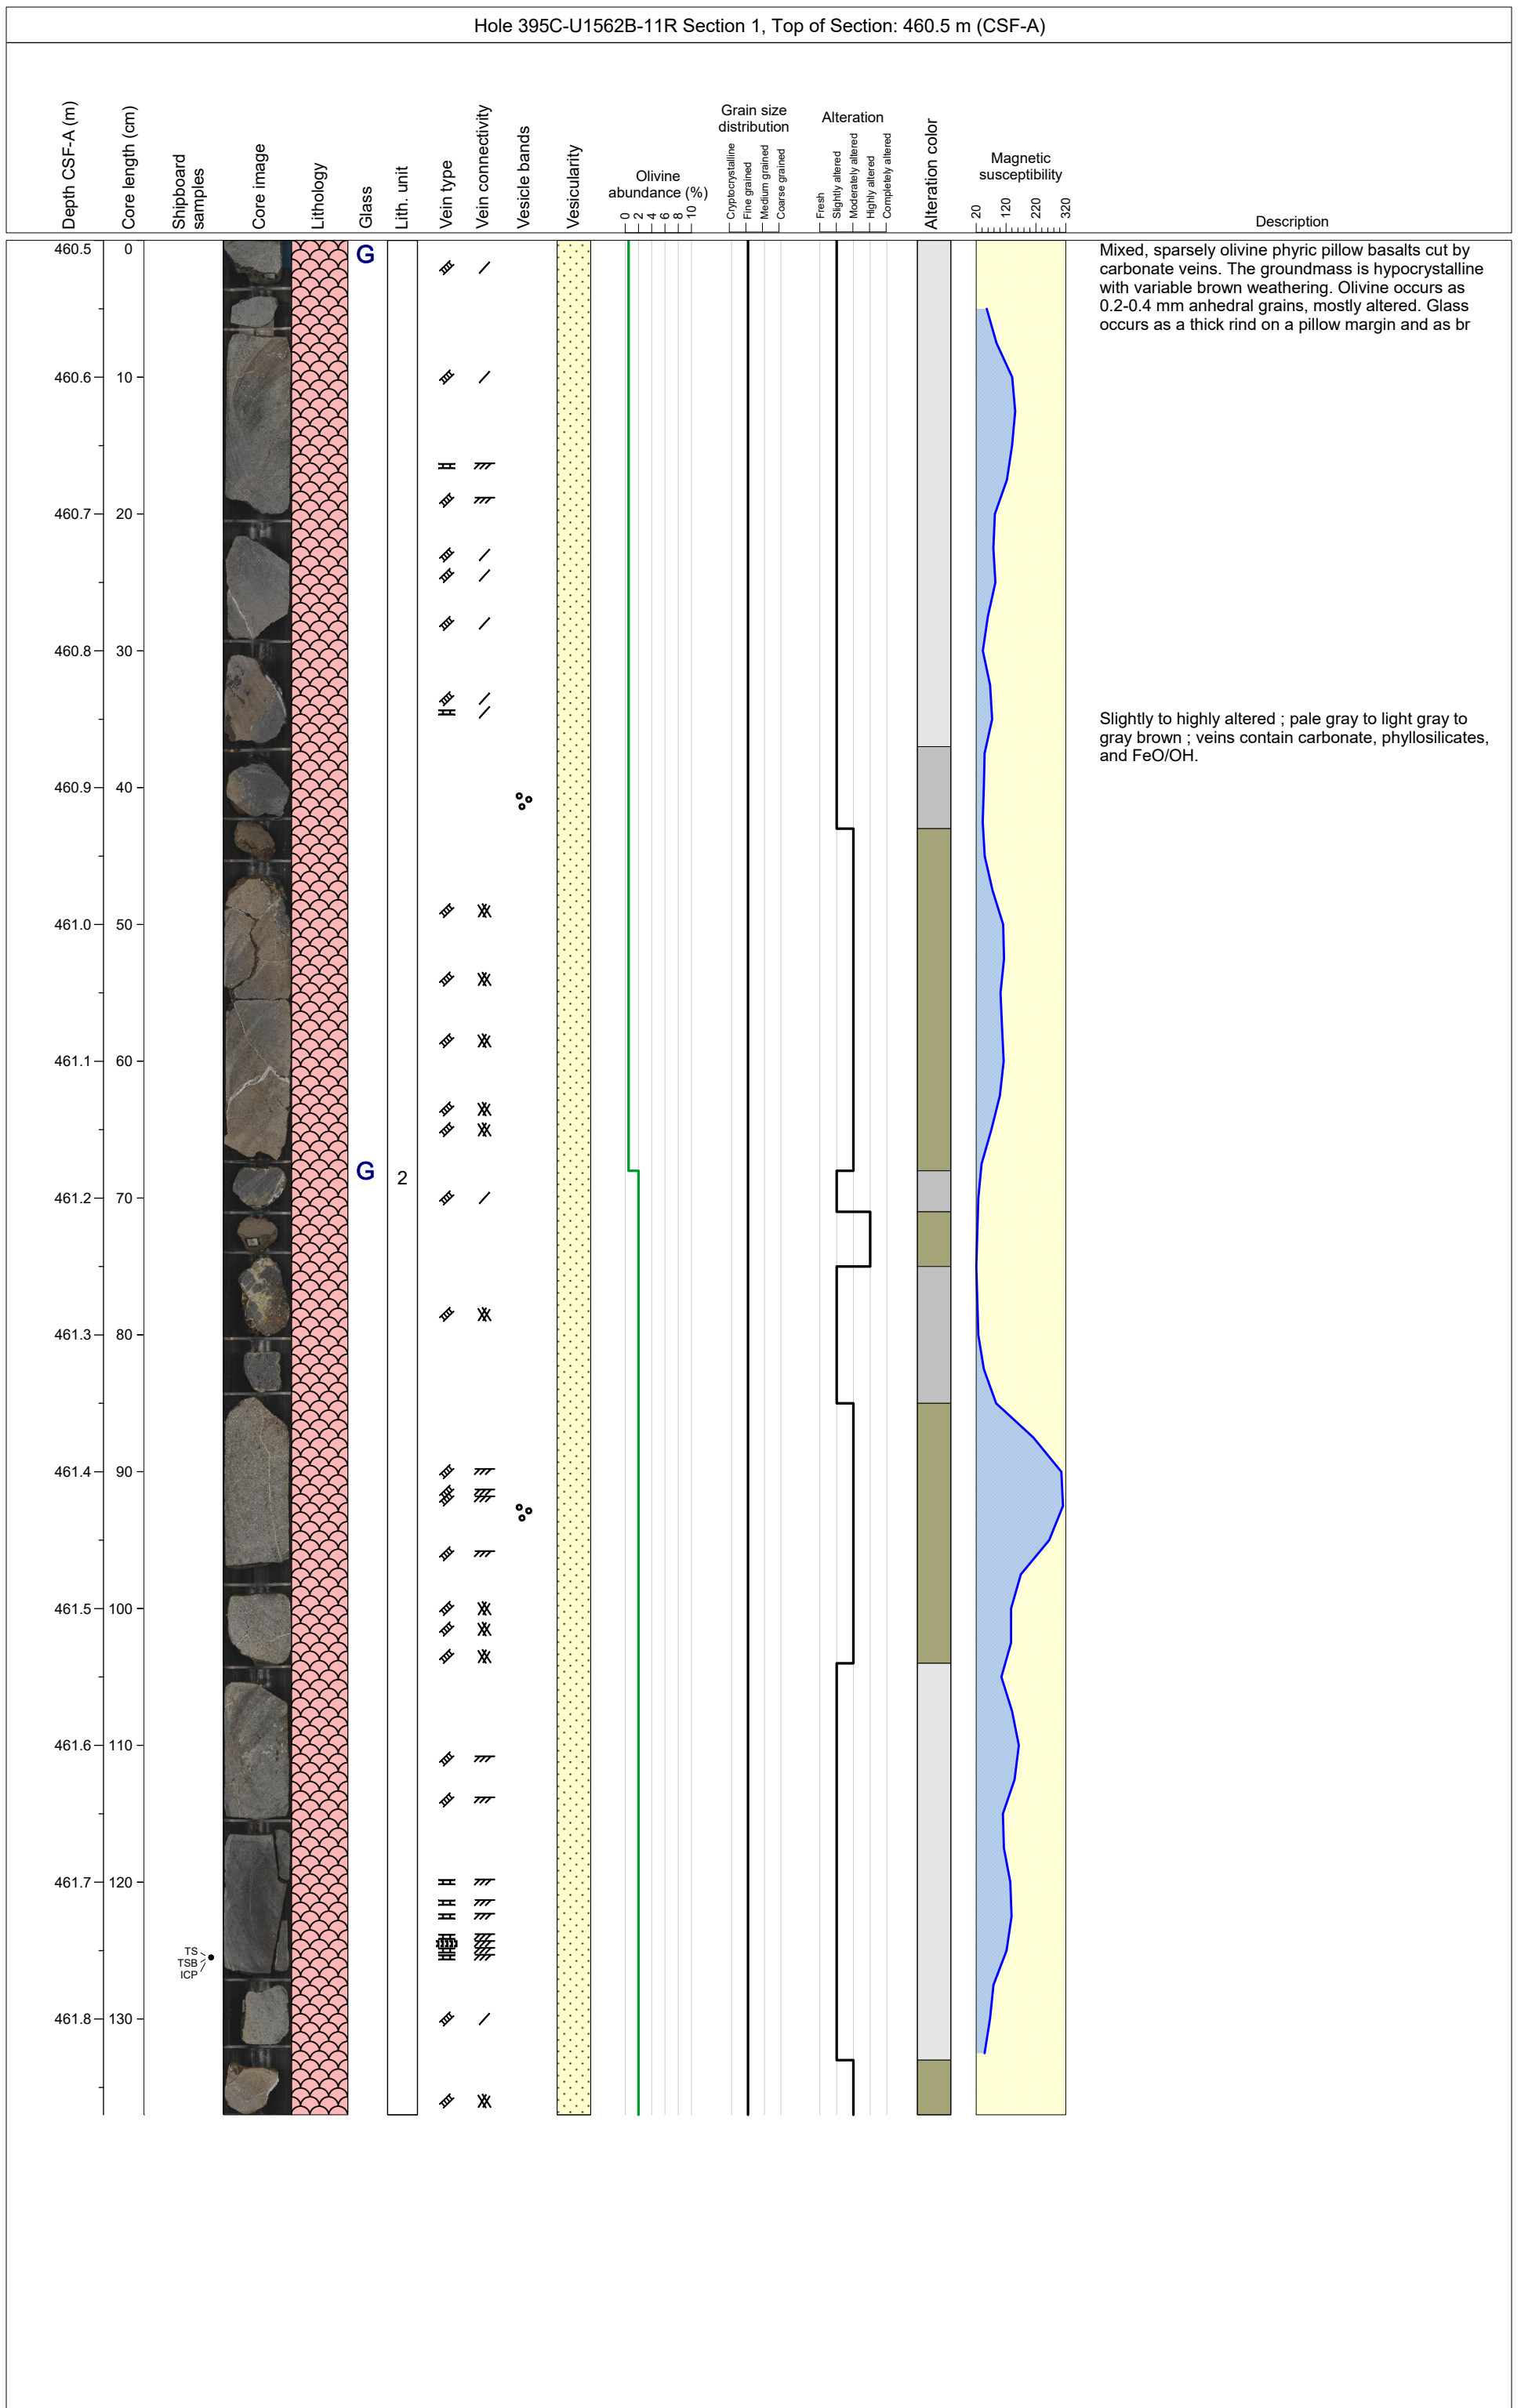 Hole 395C-U1562B-11R Section 1, Top of Section: 460.5 m (CSF-A)
Depth CSF-A (m)
Core length (cm)
Shipboard
samples
Core image
Lithology
Glass
Lith. unit
Vein type
Vein connectivity
Vesicle bands
Vesicularity
Olivine
abundance (%)
0 2 4 6 8 10
Grain size
distribution
Cryptocrystalline
Fine grained
Medium grained
Coarse grained
Alteration
Fresh
Slightly altered
Moderately altered
Highly altered
Completely altered
Alteration color
Magnetic
susceptibility
20 120 220 320
Description
460.5 0
G
Mixed, sparsely olivine phyric pillow basalts cut by
carbonate veins. The groundmass is hypocrystalline
with variable brown weathering. Olivine occurs as
0.2-0.4 mm anhedral grains, mostly altered. Glass
occurs as a thick rind on a pillow margin and as br
460.6 10
460.7 20
460.8 30
Slightly to highly altered ; pale gray to light gray to
gray brown ; veins contain carbonate, phyllosilicates,
and FeO/OH.
460.9 40
461.0 50
461.1 60
G
2
461.2 70
461.3 80
461.4 90
461.5 100
461.6 110
461.7 120
TS
TSB
ICP
461.8 130